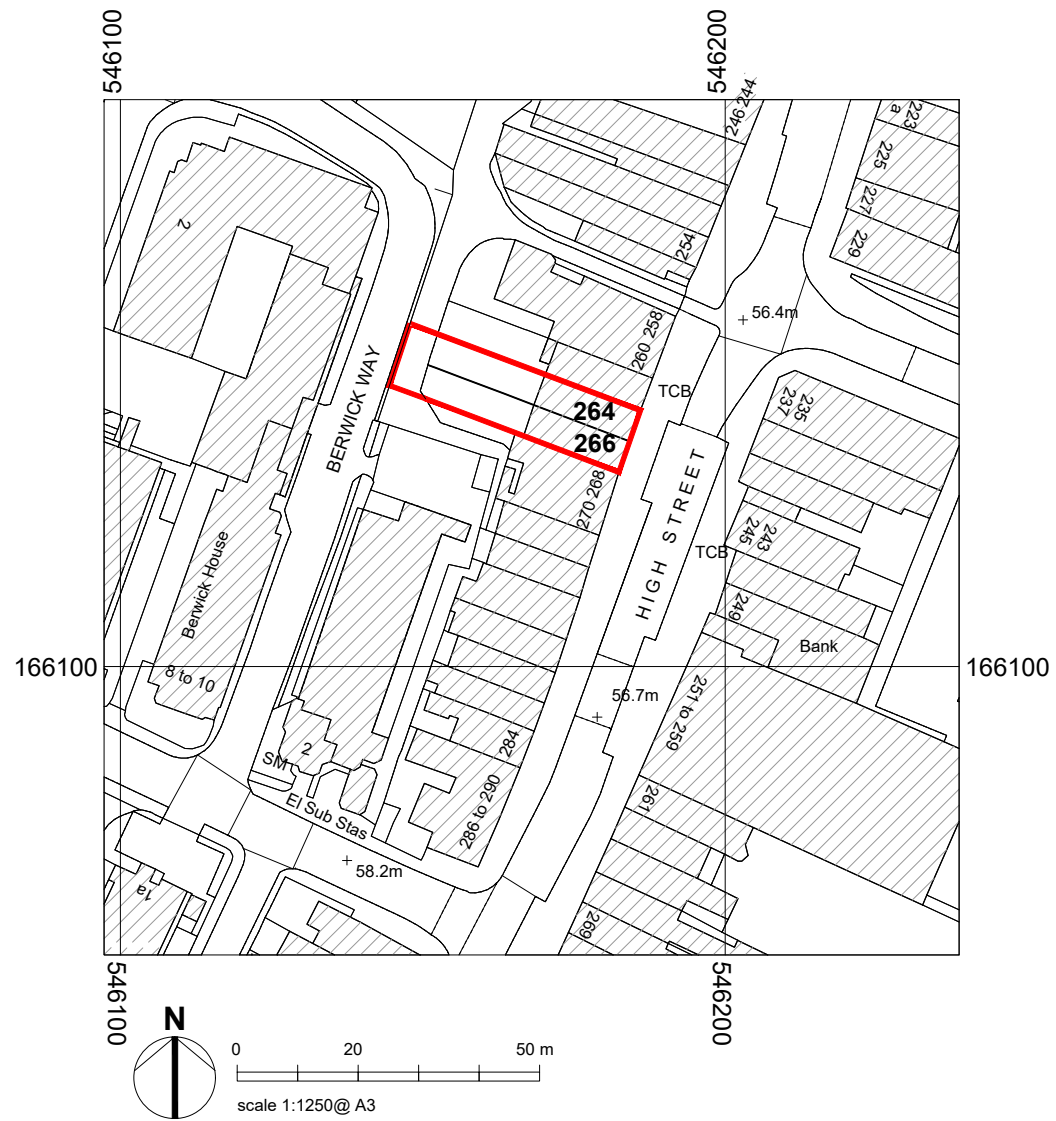 546100
546200
246 244
223
a
225
227
229
2
254
56.4m
260 258
TCB
BERWICK WAY
264
266
235
237
270 268
HIGH STREET
TCB
243
245
249
Berwick House
Bank
166100
166100
8 to 10
56.7m
251 to 259
284
2
SM
261
286 to 290
El Sub Stas
58.2m
1a
269
546100
546200
N
0 20 50 m
scale 1:1250@ A3